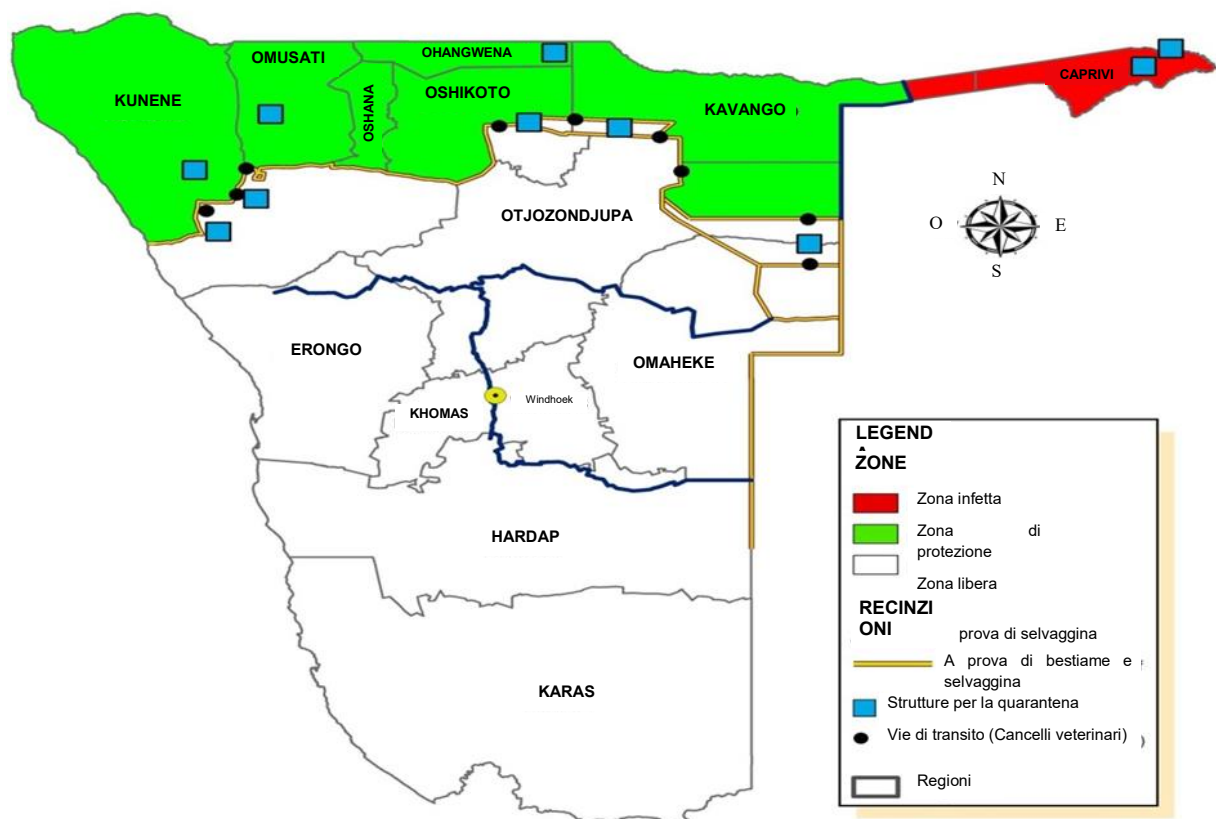 OHANGWENA
OMUSATI
CAPRIVI
KUNENE
OSHANA
OSHIKOTO
KAVANGO
N
OTJOZONDJUPA
O
E
S
ERONGO
OMAHEKE
KHOMAS
Windhoek
HARDAP
KARAS
LEGEND
A
ZONE
Zona infetta
Zona di
protezione
Zona libera
RECINZI
ONI
prova di selvaggina
A prova di bestiame e
selvaggina
Strutture per la quarantena
Vie di transito (Cancelli veterinari)
Regioni